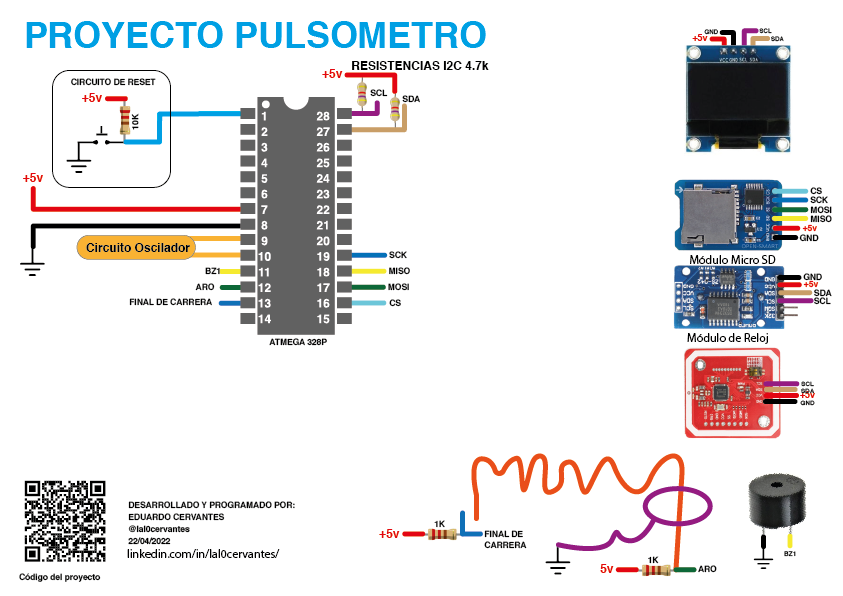 PROYECTO PULSOMETRO
RESISTENCIAS I2C 4.7k
CIRCUITO DE RESET
+5v
10K
+5v
SCL
SDA
1 28
2 27
3 26
4 25
5 24
6 23
7 22
8 21
9 20
10 19
11 18
12 17
13 16
14 15
+5v
Circuito Oscilador
BZ1
ARO
FINAL DE CARRERA
SCK
MISO
MOSI
CS
ATMEGA 328P
GND
+5v
SCL
SDA
VCC GND SCL SDA
CS
SCK
MOSI
MISO
+5v
GND
OPEN-SMART
Módulo Micro SD
GND
+5v
SDA
SCL
Módulo de Reloj
SCL
SDA
+5v
GND
DESARROLLADO Y PROGRAMADO POR:
EDUARDO CERVANTES
@lal0cervantes
22/04/2022
linkedin.com/in/lal0cervantes/
Código del proyecto
+5v
1K
FINAL DE
CARRERA
5v
1K
ARO
BZ1